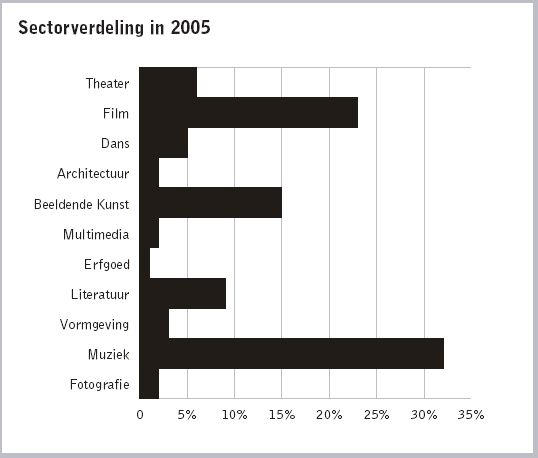 Sectorverdeling in 2005
Theater
Film
Dans
Architectuur
Beeldende Kunst
Multimedia
Erfgoed
Literatuur
Vormgeving
Muziek
Fotografie
0 5% 10% 15% 20% 25% 30% 35%